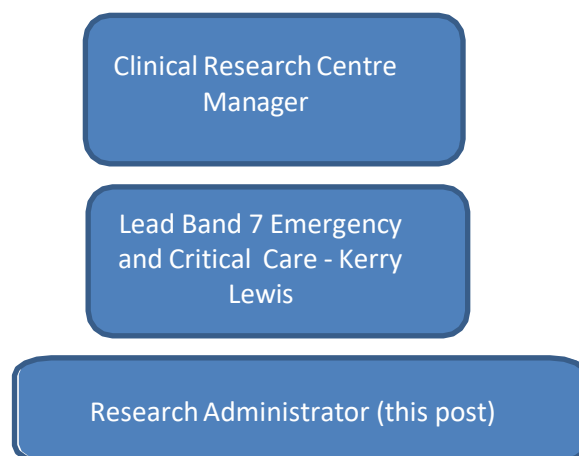 Clinical Research Centre
Manager
Lead Band 7 Emergency
and Critical Care - Kerry
Lewis
Research Administrator (this post)